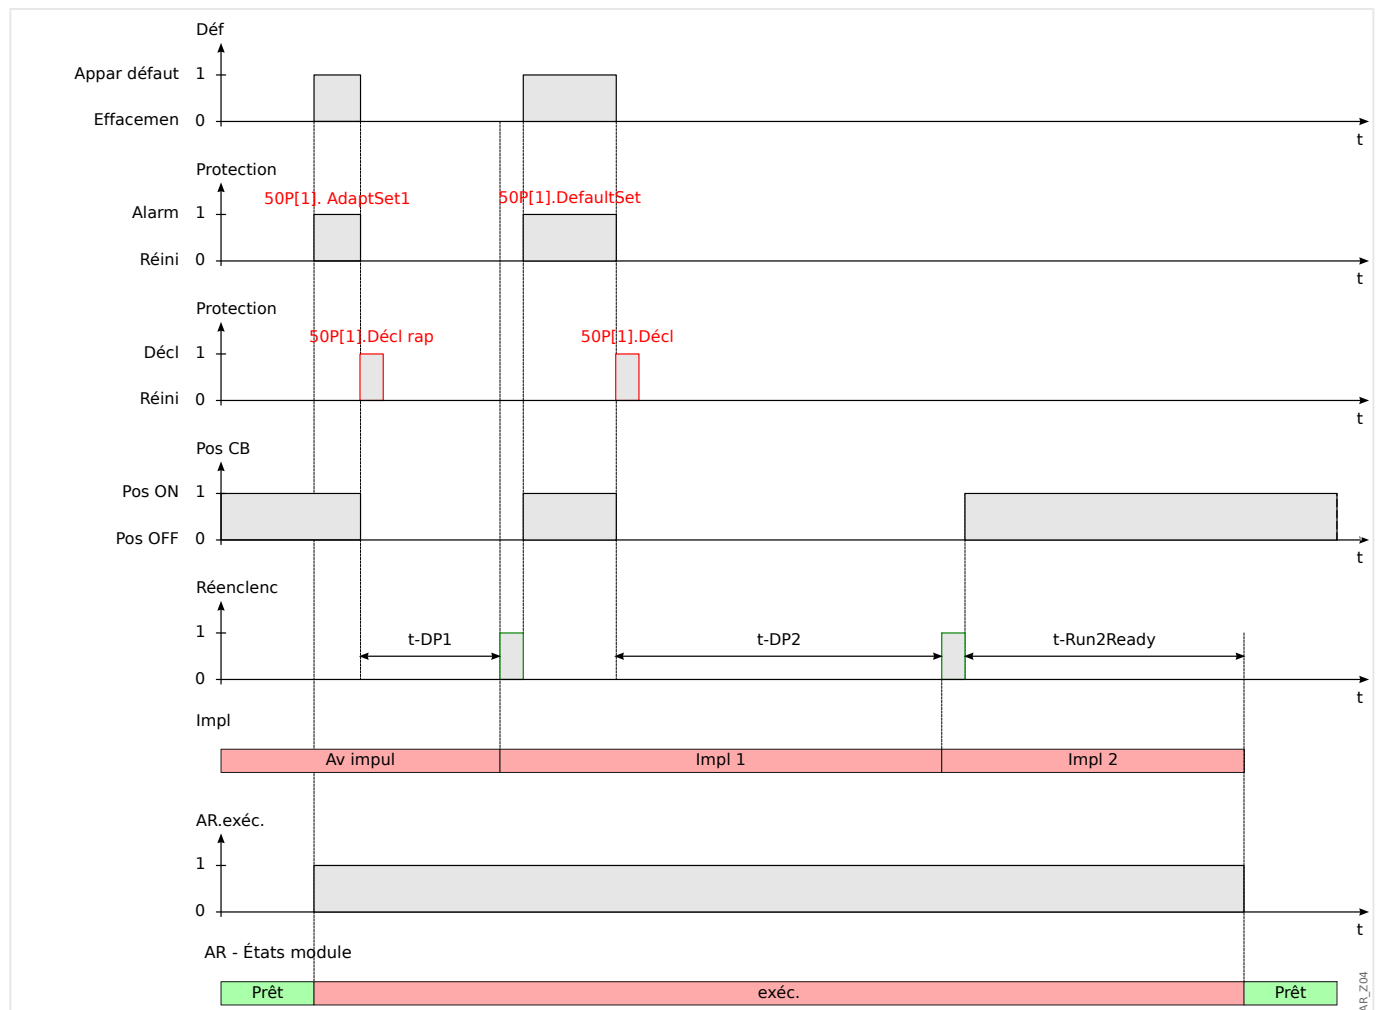 Déf
Appar défaut 1
Effacemen 0
t
Protection
50P[1]. AdaptSet1 50P[1].DefaultSet
Alarm 1
Réini 0
t
Protection
50P[1].Décl rap 50P[1].Décl
Décl 1
Réini 0
t
Pos CB
Pos ON 1
Pos OFF 0
t
Réenclenc
1 t-DP1 t-DP2 t-Run2Ready
0
t
Impl
Av impul Impl 1 Impl 2
AR.exéc.
1
0
t
AR - États module
Prêt exéc. Prêt
AR_Z04